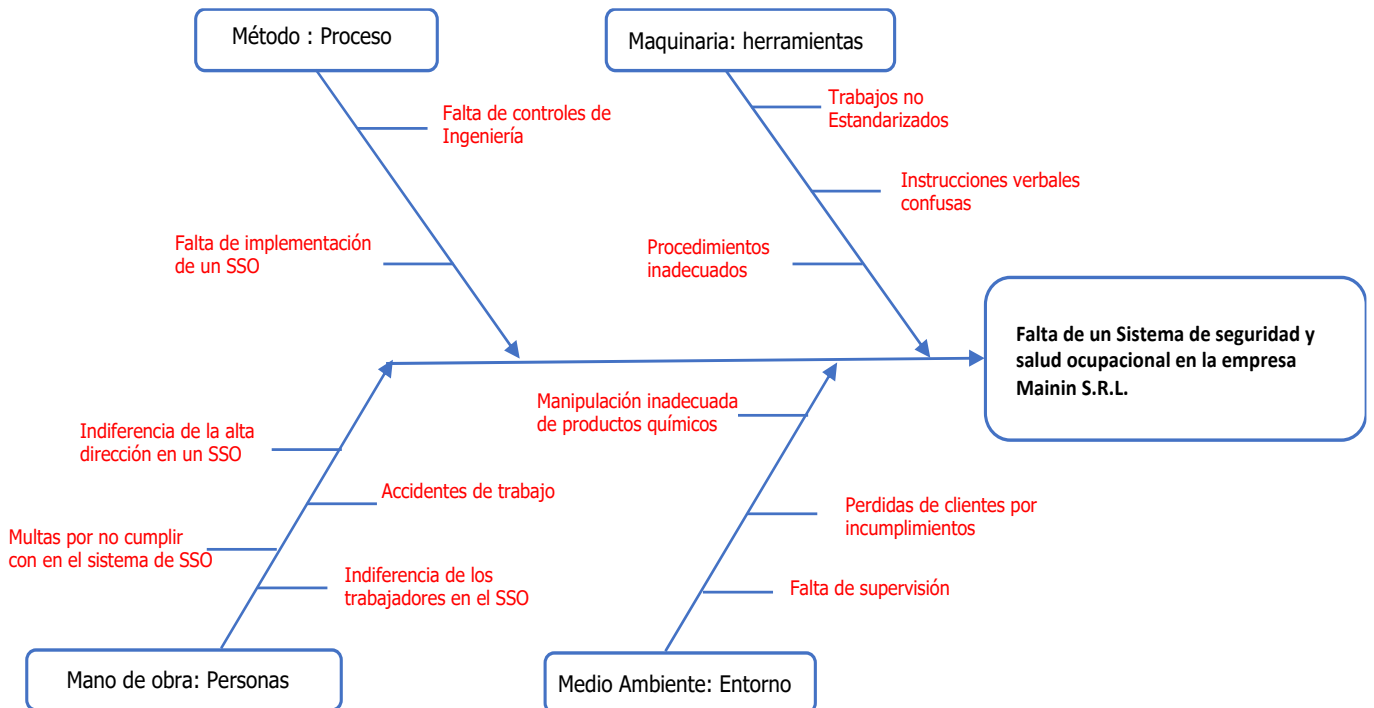 Método : Proceso
Maquinaria: herramientas
Falta de controles de
Ingeniería
Trabajos no
Estandarizados
Instrucciones verbales
confusas
Falta de implementación
de un SSO
Procedimientos
inadecuados
Falta de un Sistema de seguridad y
salud ocupacional en la empresa
Mainin S.R.L.
Indiferencia de la alta
dirección en un SSO
Accidentes de trabajo
Multas por no cumplir
con en el sistema de SSO
Indiferencia de los
trabajadores en el SSO
Manipulación inadecuada
de productos químicos
Perdidas de clientes por
incumplimientos
Falta de supervisión
Mano de obra: Personas
Medio Ambiente: Entorno